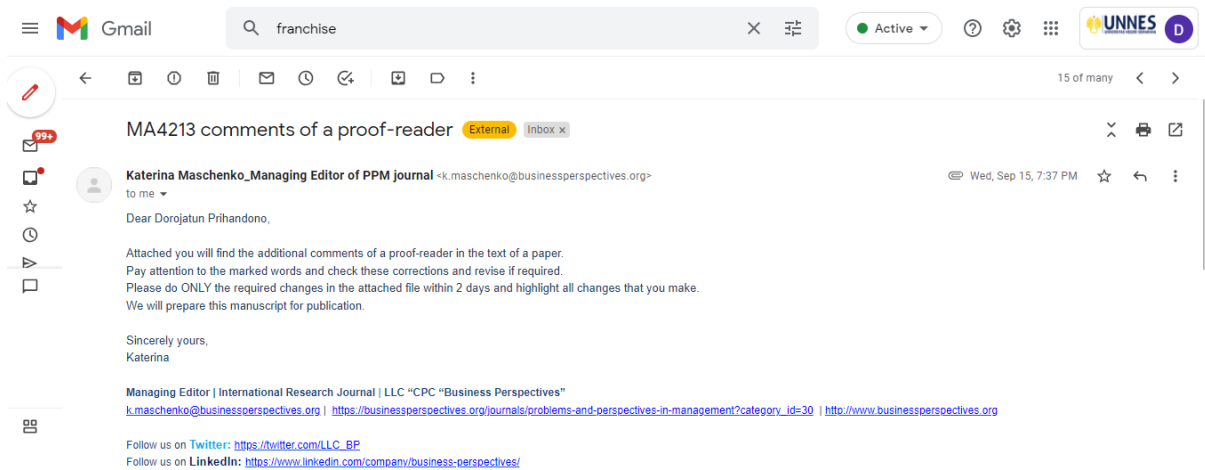 Gmail
franchise
Active
UNNES
D
15 of many
99+
MA4213 comments of a proof-reader External Inbox x
Katerina Maschenko_Managing Editor of PPM journal <k.maschenko@businessperspectives.org>
Wed, Sep 15, 7:37 PM
to me
Dear Dorojatun Prihandono,
Attached you will find the additional comments of a proof-reader in the text of a paper.
Pay attention to the marked words and check these corrections and revise if required.
Please do ONLY the required changes in the attached file within 2 days and highlight all changes that you make.
We will prepare this manuscript for publication.
Sincerely yours,
Katerina
Managing Editor | International Research Journal | LLC “CPC “Business Perspectives”
k.maschenko@businessperspectives.org | https://businessperspectives.org/journals/problems-and-perspectives-in-management?category_id=30 | http://www.businessperspectives.org
Follow us on Twitter: https://twitter.com/LLC_BP
Follow us on LinkedIn: https://www.linkedin.com/company/business-perspectives/